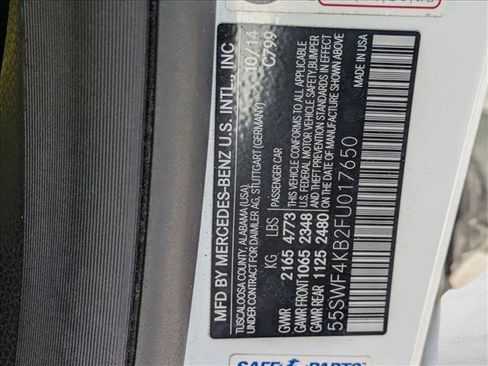 MFD BY MERCEDES-BENZ U.S. INTL., INC
TUSCALOOSA COUNTY, ALABAMA (USA)
UNDER CONTRACT FOR DAIMLER AG, STUTTGART (GERMANY)
10/14
C799
KG LBS PASSENGER CAR
GVWR 2165 4773
GAWR FRONT 1065 2348
GAWR REAR 1125 2480
THIS VEHICLE CONFORMS TO ALL APPLICABLE
U.S. FEDERAL MOTOR VEHICLE SAFETY, BUMPER
AND THEFT PREVENTION STANDARDS IN EFFECT
ON THE DATE OF MANUFACTURE SHOWN ABOVE
MADE IN USA
55SWF4KB2FU017650
SAFE PARTS